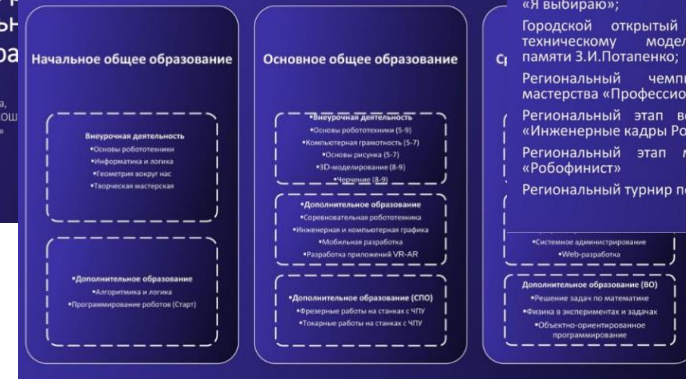 Начальное общее образование
Внеурочная деятельность
•Основы робототехники
•Информатика и логика
•Геометрия вокруг нас
•Творческая мастерская
•Дополнительное образование
•Алгоритмика и логика
•Программирование роботов (Старт)
Основное общее образование
•Внеурочная деятельность
•Основы робототехники (5-9)
•Компьютерная грамотность (5-7)
•Основы рисунка (5-7)
•3D-моделирование (8-9)
•Черчение (8-9)
•Дополнительное образование
•Соревновательная робототехника
•Инженерная и компьютерная графика
•Мобильная разработка
•Разработка приложений VR-AR
•Дополнительное образование (СПО)
•Фрезерные работы на станках с ЧПУ
•Токарные работы на станках с ЧПУ
«Я выбираю»;
Городской открытый
техническому
памяти З.И.Потапенко;
Региональный
мастерства
Региональный этап
«Инженерные кадры
Региональный этап
«Робофинист»
Региональный турнир
•Системное администрирование
•Web-разработка
Дополнительное образование (ВО)
•Решение задач по математике
•Физика в экспериментах и задачах
•Объектно-ориентированное
программирование